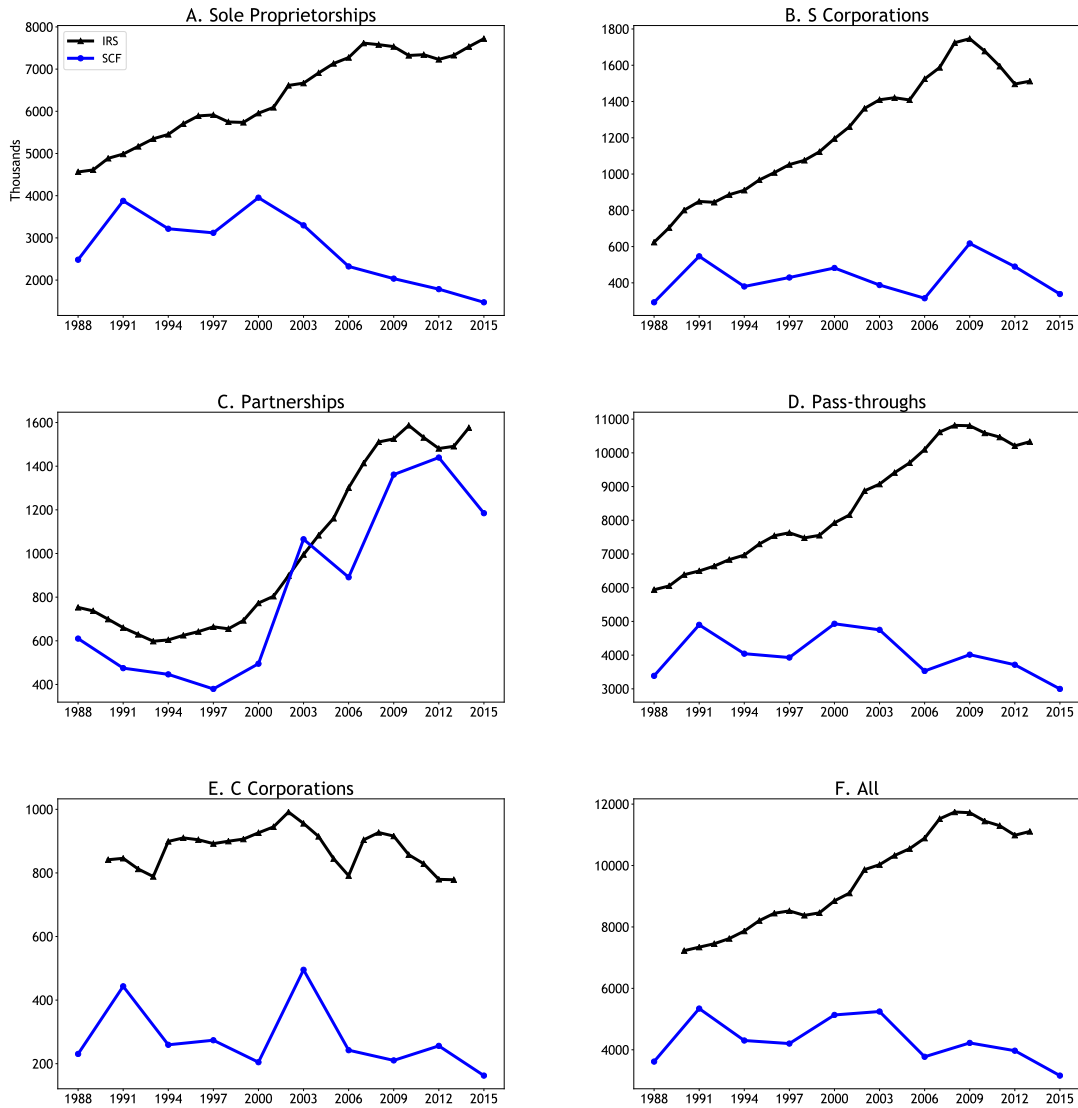 A. Sole Proprietorships
IRS
SCF
Thousands
8000
7000
6000
5000
4000
3000
2000
1988 1991 1994 1997 2000 2003 2006 2009 2012 2015
B. S Corporations
1800
1600
1400
1200
1000
800
600
400
1988 1991 1994 1997 2000 2003 2006 2009 2012 2015
C. Partnerships
1600
1400
1200
1000
800
600
400
1988 1991 1994 1997 2000 2003 2006 2009 2012 2015
D. Pass-throughs
11000
10000
9000
8000
7000
6000
5000
4000
3000
1988 1991 1994 1997 2000 2003 2006 2009 2012 2015
E. C Corporations
1000
800
600
400
200
1988 1991 1994 1997 2000 2003 2006 2009 2012 2015
F. All
12000
10000
8000
6000
4000
1988 1991 1994 1997 2000 2003 2006 2009 2012 2015